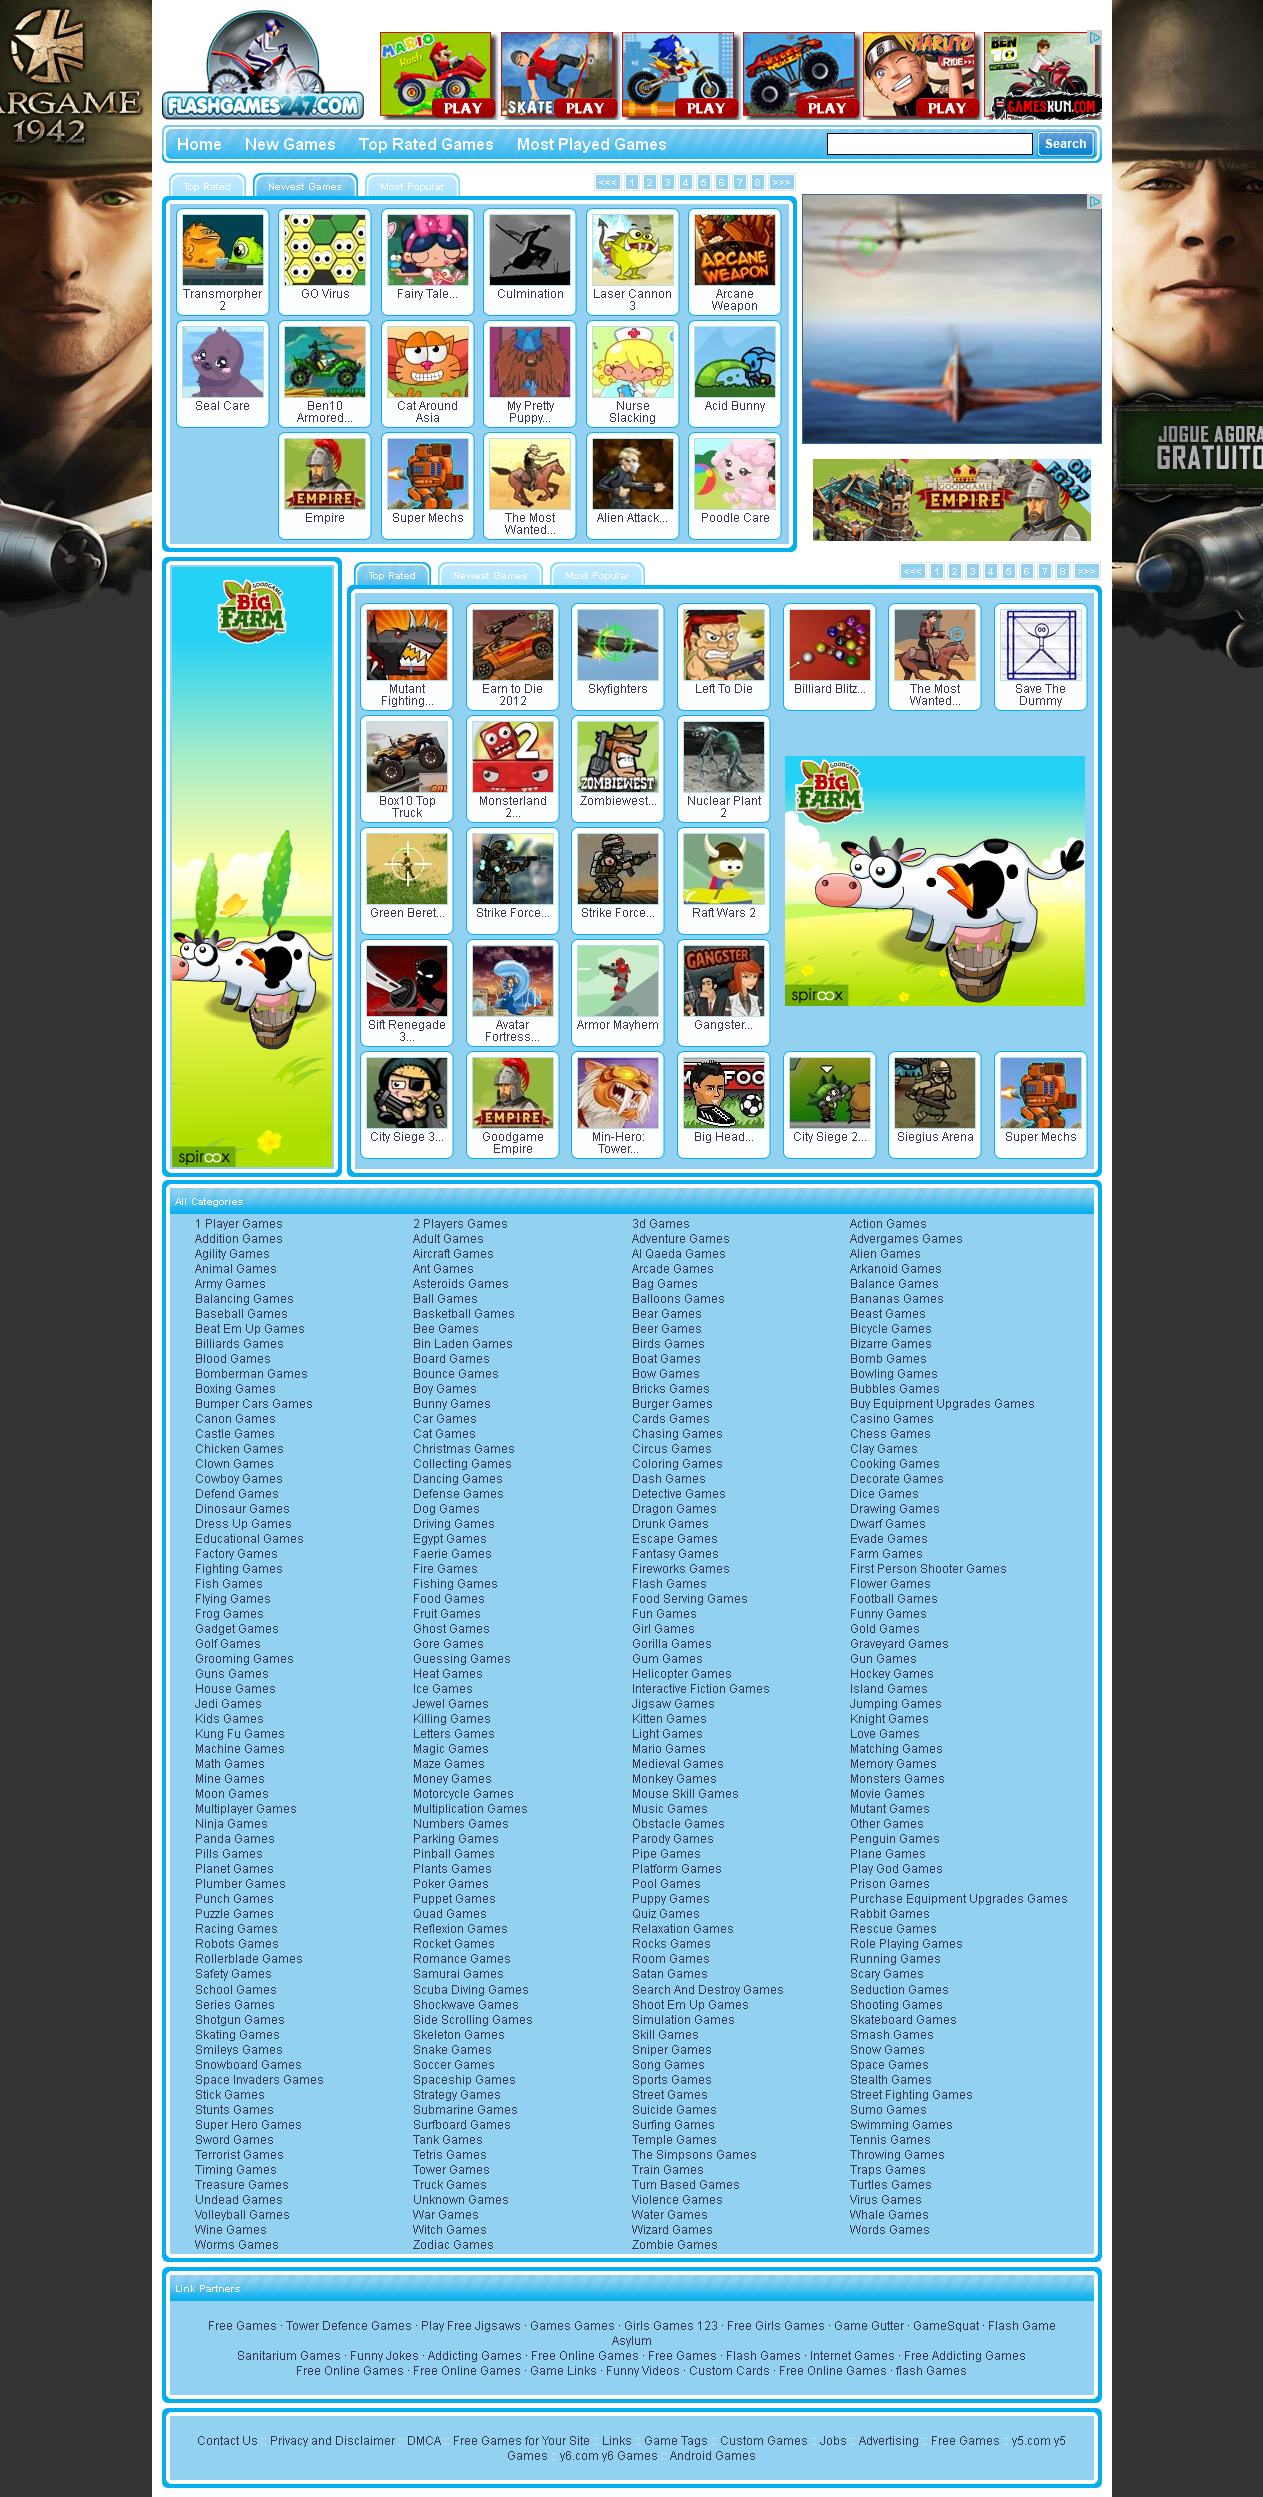 ARGAME
1942
FLASHGAMES247.COM
MARIO
Rush
PLAY
SKATE PLAY
PLAY
PLAY
NARUTO
RIDE>>>
PLAY
BEN
10
MOTO RIDE
GAMESRUN.COM
Home New Games Top Rated Games Most Played Games Search
Top Rated Newest Games Most Popular <<< 1 2 3 4 5 6 7 8 >>>
ARCANE
WEAPON
Transmorpher
2
GO Virus
Fairy Tale...
Culmination
Laser Cannon
3
Arcane
Weapon
Seal Care
Ben10
Armored...
Cat Around
Asia
My Pretty
Puppy...
Nurse
Slacking
Acid Bunny
EMPIRE
Empire
Super Mechs
The Most
Wanted...
Alien Attack...
Poodle Care
GOODGAME
EMPIRE
ON
FG247
JOGUE AGORA
GRATUITO
GOODGAME
BIG
FARM
spiroox
Top Rated Newest Games Most Popular <<< 1 2 3 4 5 6 7 8 >>>
Mutant
Fighting...
Earn to Die
2012
Skyfighters
Left To Die
Billiard Blitz...
The Most
Wanted...
Save The
Dummy
Box10 Top
Truck
2
Monsterland
2...
ZOMBIEWEST
Zombiewest...
Nuclear Plant
2
GOODGAME
BIG
FARM
spiroox
Green Beret...
Strike Force...
Strike Force...
Raft Wars 2
Sift Renegade
3...
Avatar
Fortress...
Armor Mayhem
GANGSTER
Gangster...
City Siege 3...
EMPIRE
Goodgame
Empire
Min-Hero:
Tower...
Big Head...
City Siege 2...
Siegius Arena
Super Mechs
All Categories
1 Player Games 2 Players Games 3d Games Action Games
Addition Games Adult Games Adventure Games Advergames Games
Agility Games Aircraft Games Al Qaeda Games Alien Games
Animal Games Ant Games Arcade Games Arkanoid Games
Army Games Asteroids Games Bag Games Balance Games
Balancing Games Ball Games Balloons Games Bananas Games
Baseball Games Basketball Games Bear Games Beast Games
Beat Em Up Games Bee Games Beer Games Bicycle Games
Billiards Games Bin Laden Games Birds Games Bizarre Games
Blood Games Board Games Boat Games Bomb Games
Bomberman Games Bounce Games Bow Games Bowling Games
Boxing Games Boy Games Bricks Games Bubbles Games
Bumper Cars Games Bunny Games Burger Games Buy Equipment Upgrades Games
Canon Games Car Games Cards Games Casino Games
Castle Games Cat Games Chasing Games Chess Games
Chicken Games Christmas Games Circus Games Clay Games
Clown Games Collecting Games Coloring Games Cooking Games
Cowboy Games Dancing Games Dash Games Decorate Games
Defend Games Defense Games Detective Games Dice Games
Dinosaur Games Dog Games Dragon Games Drawing Games
Dress Up Games Driving Games Drunk Games Dwarf Games
Educational Games Egypt Games Escape Games Evade Games
Factory Games Faerie Games Fantasy Games Farm Games
Fighting Games Fire Games Fireworks Games First Person Shooter Games
Fish Games Fishing Games Flash Games Flower Games
Flying Games Food Games Food Serving Games Football Games
Frog Games Fruit Games Fun Games Funny Games
Gadget Games Ghost Games Girl Games Gold Games
Golf Games Gore Games Gorilla Games Graveyard Games
Grooming Games Guessing Games Gum Games Gun Games
Guns Games Heat Games Helicopter Games Hockey Games
House Games Ice Games Interactive Fiction Games Island Games
Jedi Games Jewel Games Jigsaw Games Jumping Games
Kids Games Killing Games Kitten Games Knight Games
Kung Fu Games Letters Games Light Games Love Games
Machine Games Magic Games Mario Games Matching Games
Math Games Maze Games Medieval Games Memory Games
Mine Games Money Games Monkey Games Monsters Games
Moon Games Motorcycle Games Mouse Skill Games Movie Games
Multiplayer Games Multiplication Games Music Games Mutant Games
Ninja Games Numbers Games Obstacle Games Other Games
Panda Games Parking Games Parody Games Penguin Games
Pills Games Pinball Games Pipe Games Plane Games
Planet Games Plants Games Platform Games Play God Games
Plumber Games Poker Games Pool Games Prison Games
Punch Games Puppet Games Puppy Games Purchase Equipment Upgrades Games
Puzzle Games Quad Games Quiz Games Rabbit Games
Racing Games Reflexion Games Relaxation Games Rescue Games
Robots Games Rocket Games Rocks Games Role Playing Games
Rollerblade Games Romance Games Room Games Running Games
Safety Games Samurai Games Satan Games Scary Games
School Games Scuba Diving Games Search And Destroy Games Seduction Games
Series Games Shockwave Games Shoot Em Up Games Shooting Games
Shotgun Games Side Scrolling Games Simulation Games Skateboard Games
Skating Games Skeleton Games Skill Games Smash Games
Smileys Games Snake Games Sniper Games Snow Games
Snowboard Games Soccer Games Song Games Space Games
Space Invaders Games Spaceship Games Sports Games Stealth Games
Stick Games Strategy Games Street Games Street Fighting Games
Stunts Games Submarine Games Suicide Games Sumo Games
Super Hero Games Surfboard Games Surfing Games Swimming Games
Sword Games Tank Games Temple Games Tennis Games
Terrorist Games Tetris Games The Simpsons Games Throwing Games
Timing Games Tower Games Train Games Traps Games
Treasure Games Truck Games Turn Based Games Turtles Games
Undead Games Unknown Games Violence Games Virus Games
Volleyball Games War Games Water Games Whale Games
Wine Games Witch Games Wizard Games Words Games
Worms Games Zodiac Games Zombie Games
Link Partners
Free Games · Tower Defence Games · Play Free Jigsaws · Games Games · Girls Games 123 · Free Girls Games · Game Gutter · GameSquat · Flash Game
Asylum
Sanitarium Games · Funny Jokes · Addicting Games · Free Online Games · Free Games · Flash Games · Internet Games · Free Addicting Games
Free Online Games · Free Online Games · Game Links · Funny Videos · Custom Cards · Free Online Games · flash Games
Contact Us :: Privacy and Disclaimer :: DMCA :: Free Games for Your Site :: Links :: Game Tags :: Custom Games :: Jobs :: Advertising :: Free Games :: y5.com y5
Games :: y6.com y6 Games :: Android Games